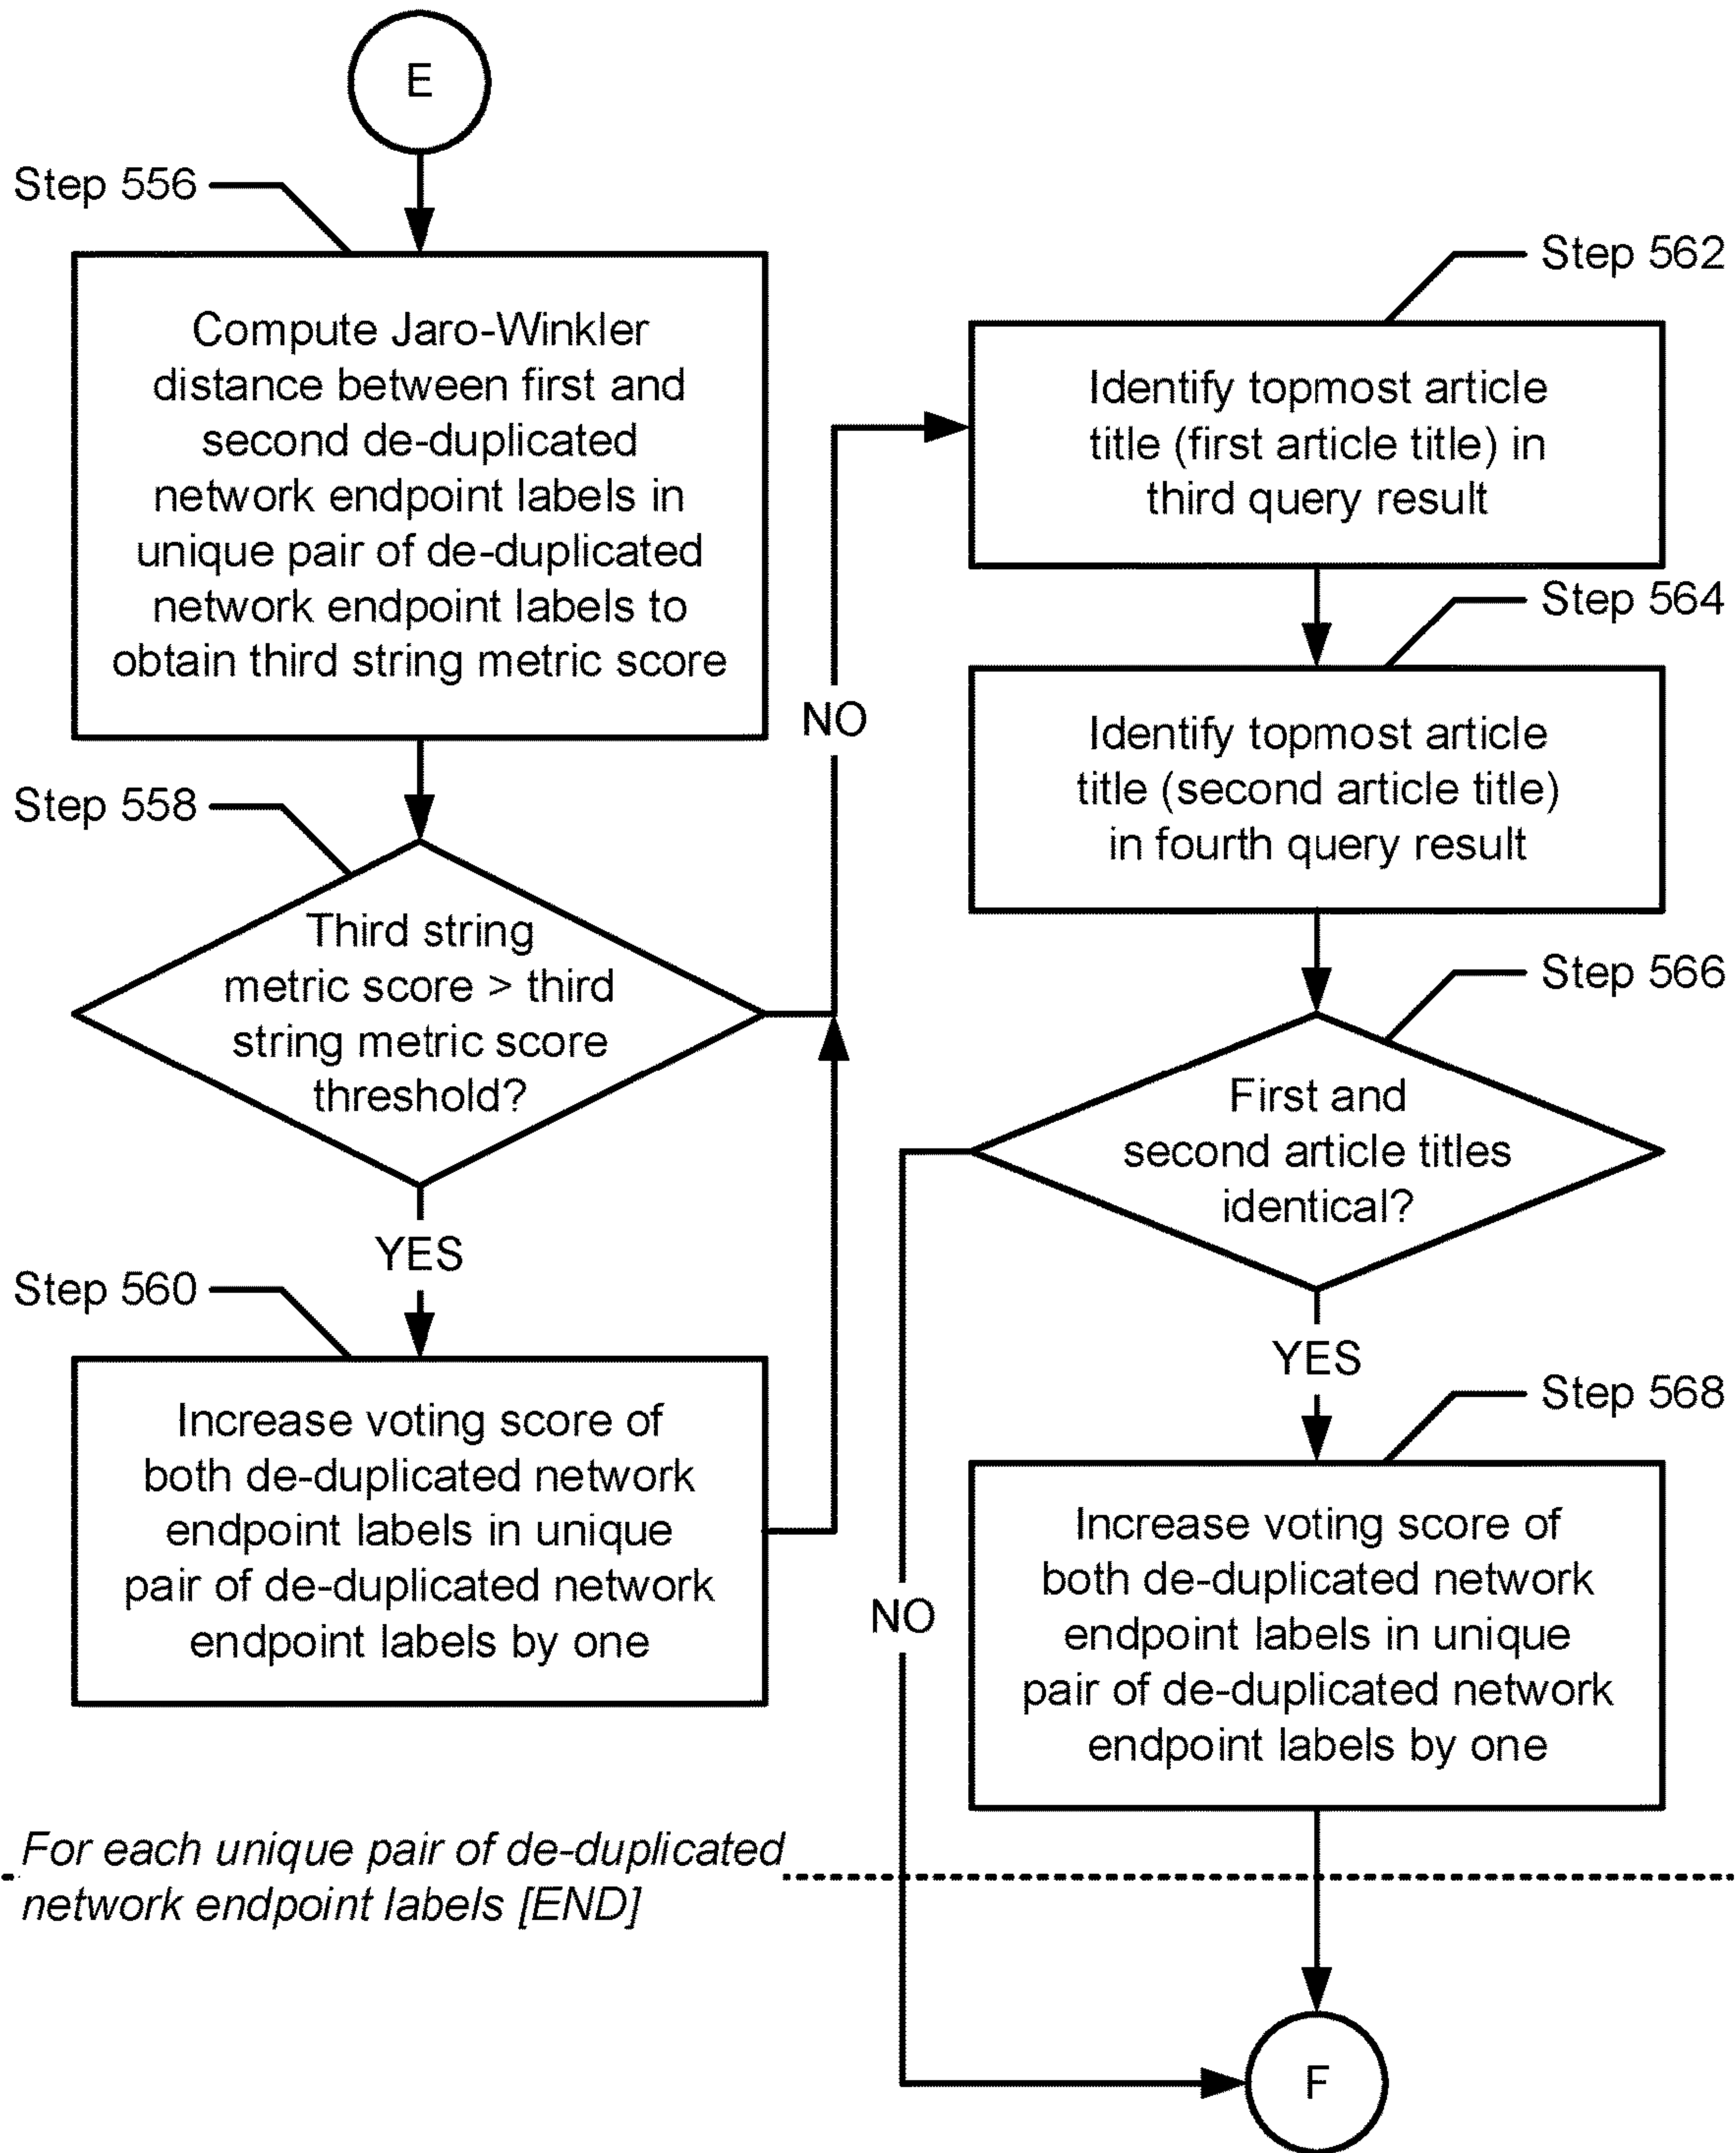 E
Step 556
Compute Jaro-Winkler
distance between first and
second de-duplicated
network endpoint labels in
unique pair of de-duplicated
network endpoint labels to
obtain third string metric score
Step 558
Third string
metric score > third
string metric score
threshold?
NO
YES
Step 560
Increase voting score of
both de-duplicated network
endpoint labels in unique
pair of de-duplicated network
endpoint labels by one
Step 562
Identify topmost article
title (first article title) in
third query result
Step 564
Identify topmost article
title (second article title)
in fourth query result
Step 566
First and
second article titles
identical?
NO
YES
Step 568
Increase voting score of
both de-duplicated network
endpoint labels in unique
pair of de-duplicated network
endpoint labels by one
For each unique pair of de-duplicated
network endpoint labels [END]
F